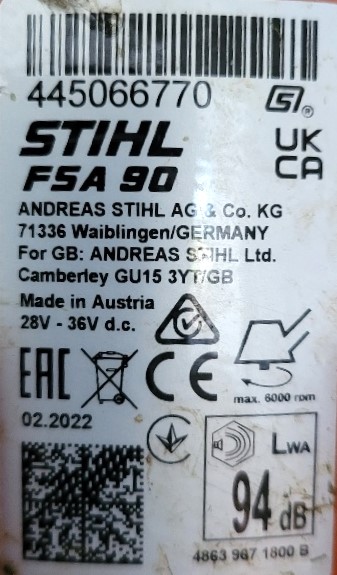 445066770
STIHL
FSA 90
UK
CA
ANDREAS STIHL AG & Co. KG
71336 Waiblingen/GERMANY
For GB: ANDREAS STIHL Ltd.
Camberley GU15 3YT/GB
Made in Austria
28V - 36V d.c.
EAC
CE
max. 6000 rpm
02.2022
LWA
94 dB
4863 967 1800 B